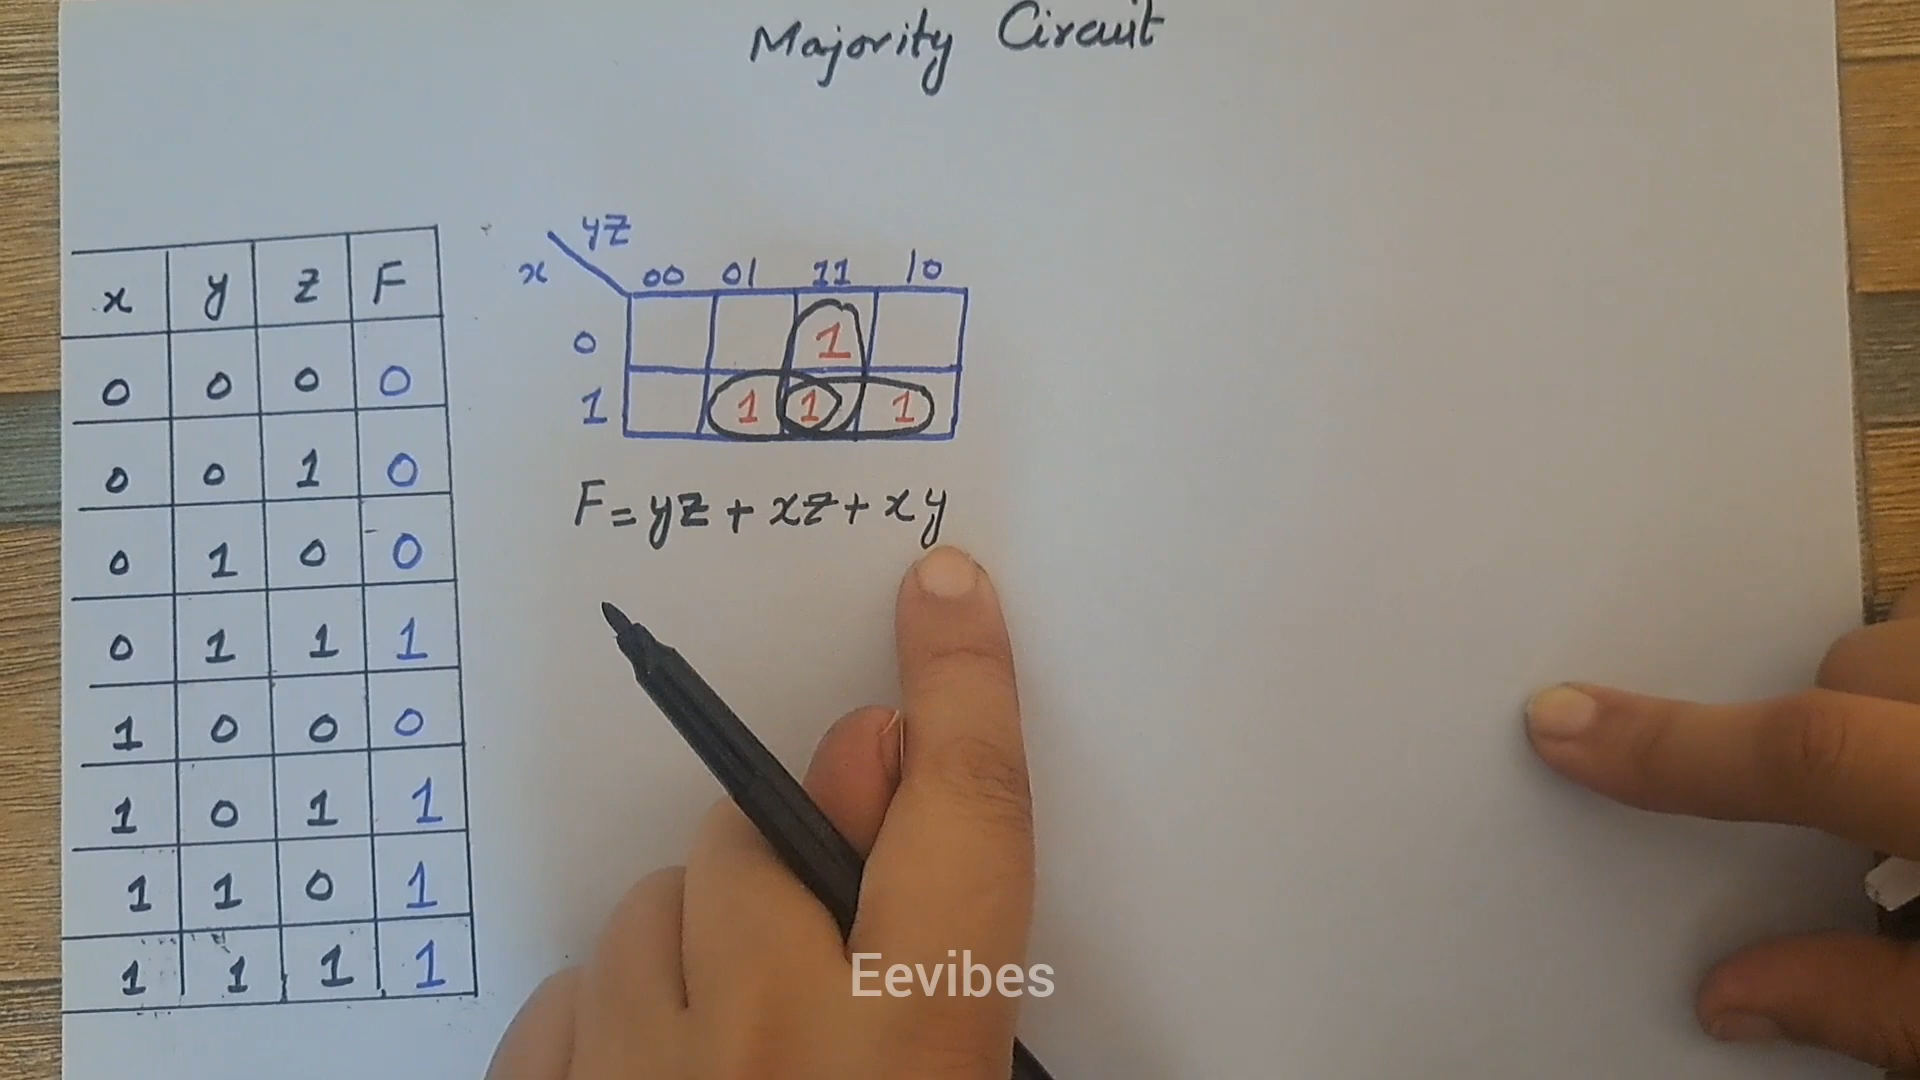 Majority Circuit
x y z F
0 0 0 0
0 0 1 0
0 1 0 0
0 1 1 1
1 0 0 0
1 0 1 1
1 1 0 1
1 1 1 1
yz
x 00 01 11 10
0 1
1 1 1 1
F = yz + xz + xy
Eevibes